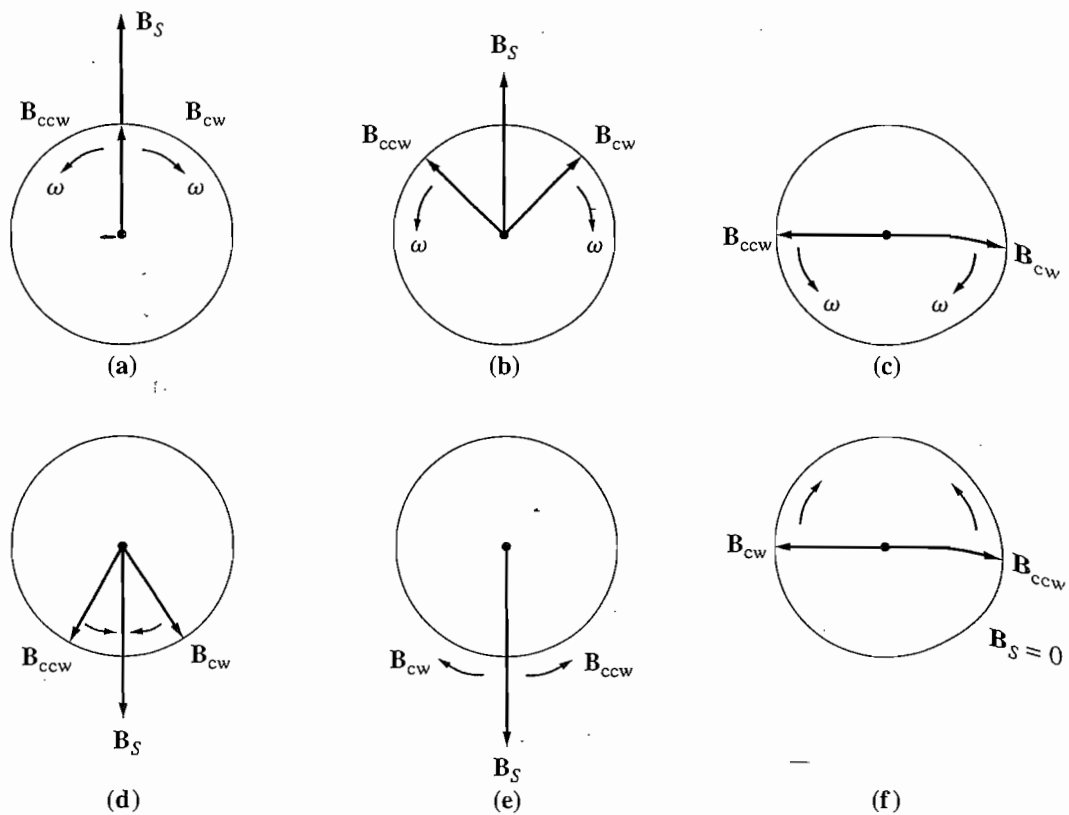 B_S
B_ccw B_cw
ω ω
(a)
B_S
B_ccw B_cw
ω ω
(b)
B_ccw B_cw
ω ω
(c)
B_ccw B_cw
B_S
(d)
B_cw B_ccw
B_S
(e)
B_cw B_ccw
B_S = 0
(f)